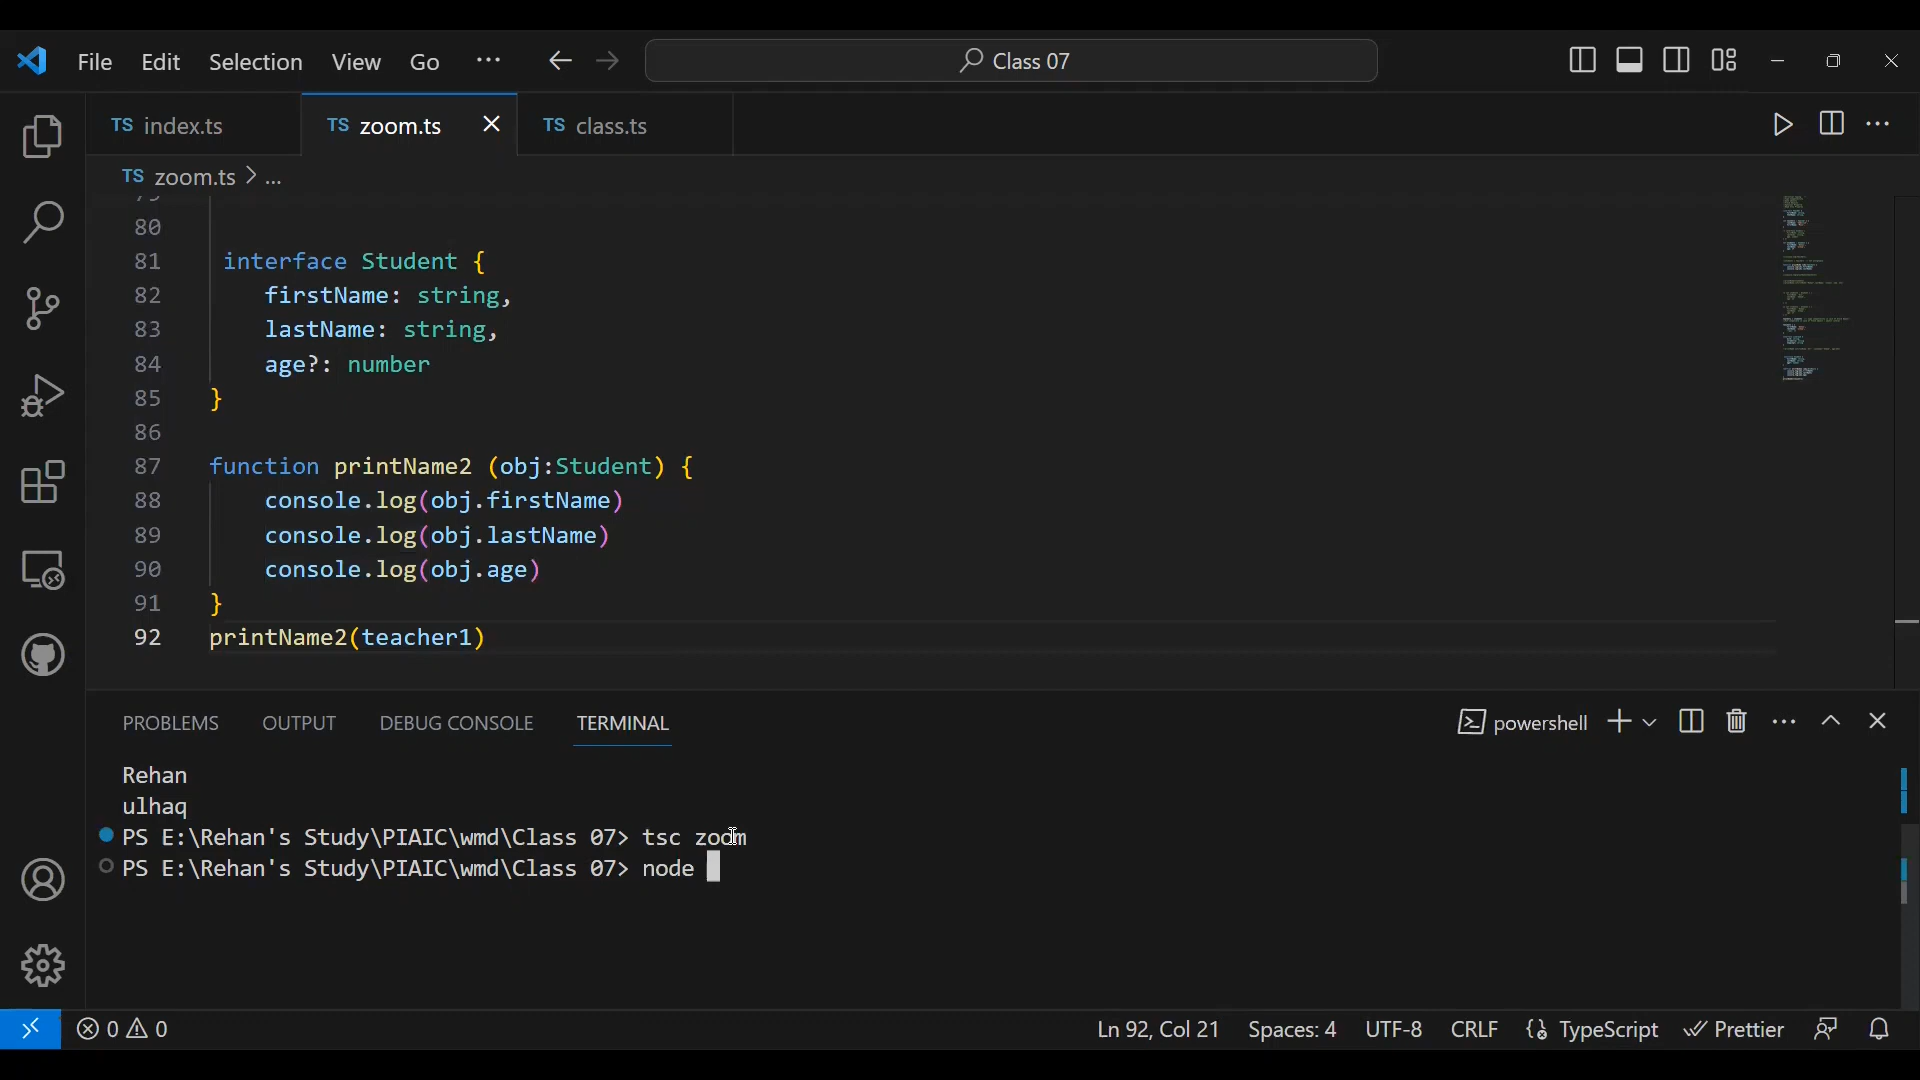 File Edit Selection View Go ··· Class 07
TS index.ts TS zoom.ts TS class.ts
TS zoom.ts > ...
79
80
81 interface Student {
82 firstName: string,
83 lastName: string,
84 age?: number
85 }
86
87 function printName2 (obj:Student) {
88 console.log(obj.firstName)
89 console.log(obj.lastName)
90 console.log(obj.age)
91 }
92 printName2(teacher1)
PROBLEMS OUTPUT DEBUG CONSOLE TERMINAL powershell
Rehan
ulhaq
PS E:\Rehan's Study\PIAIC\wmd\Class 07> tsc zoom
PS E:\Rehan's Study\PIAIC\wmd\Class 07> node
0 0 Ln 92, Col 21 Spaces: 4 UTF-8 CRLF {} TypeScript Prettier